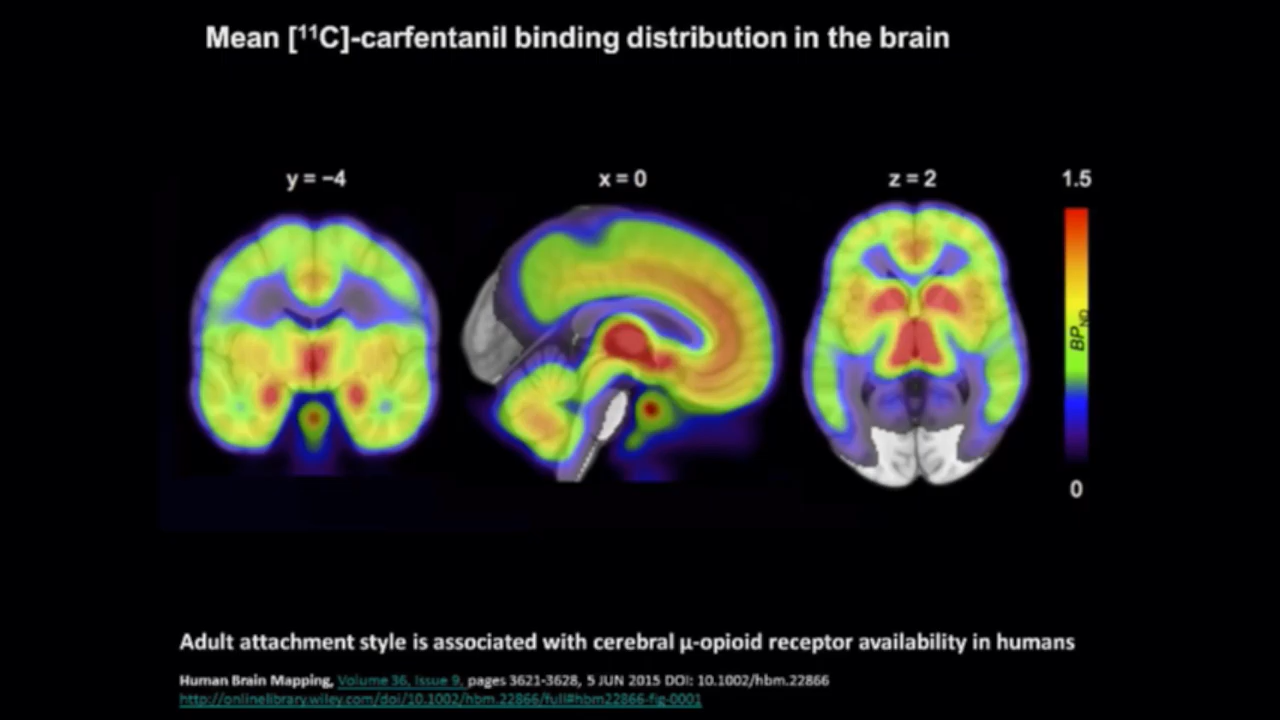 Mean [¹¹C]-carfentanil binding distribution in the brain
y = −4
x = 0
z = 2
1.5
BP_ND
0
Adult attachment style is associated with cerebral µ-opioid receptor availability in humans
Human Brain Mapping, Volume 36, Issue 9, pages 3621-3628, 5 JUN 2015 DOI: 10.1002/hbm.22866
http://onlinelibrary.wiley.com/doi/10.1002/hbm.22866/full#hbm22866-fig-0001